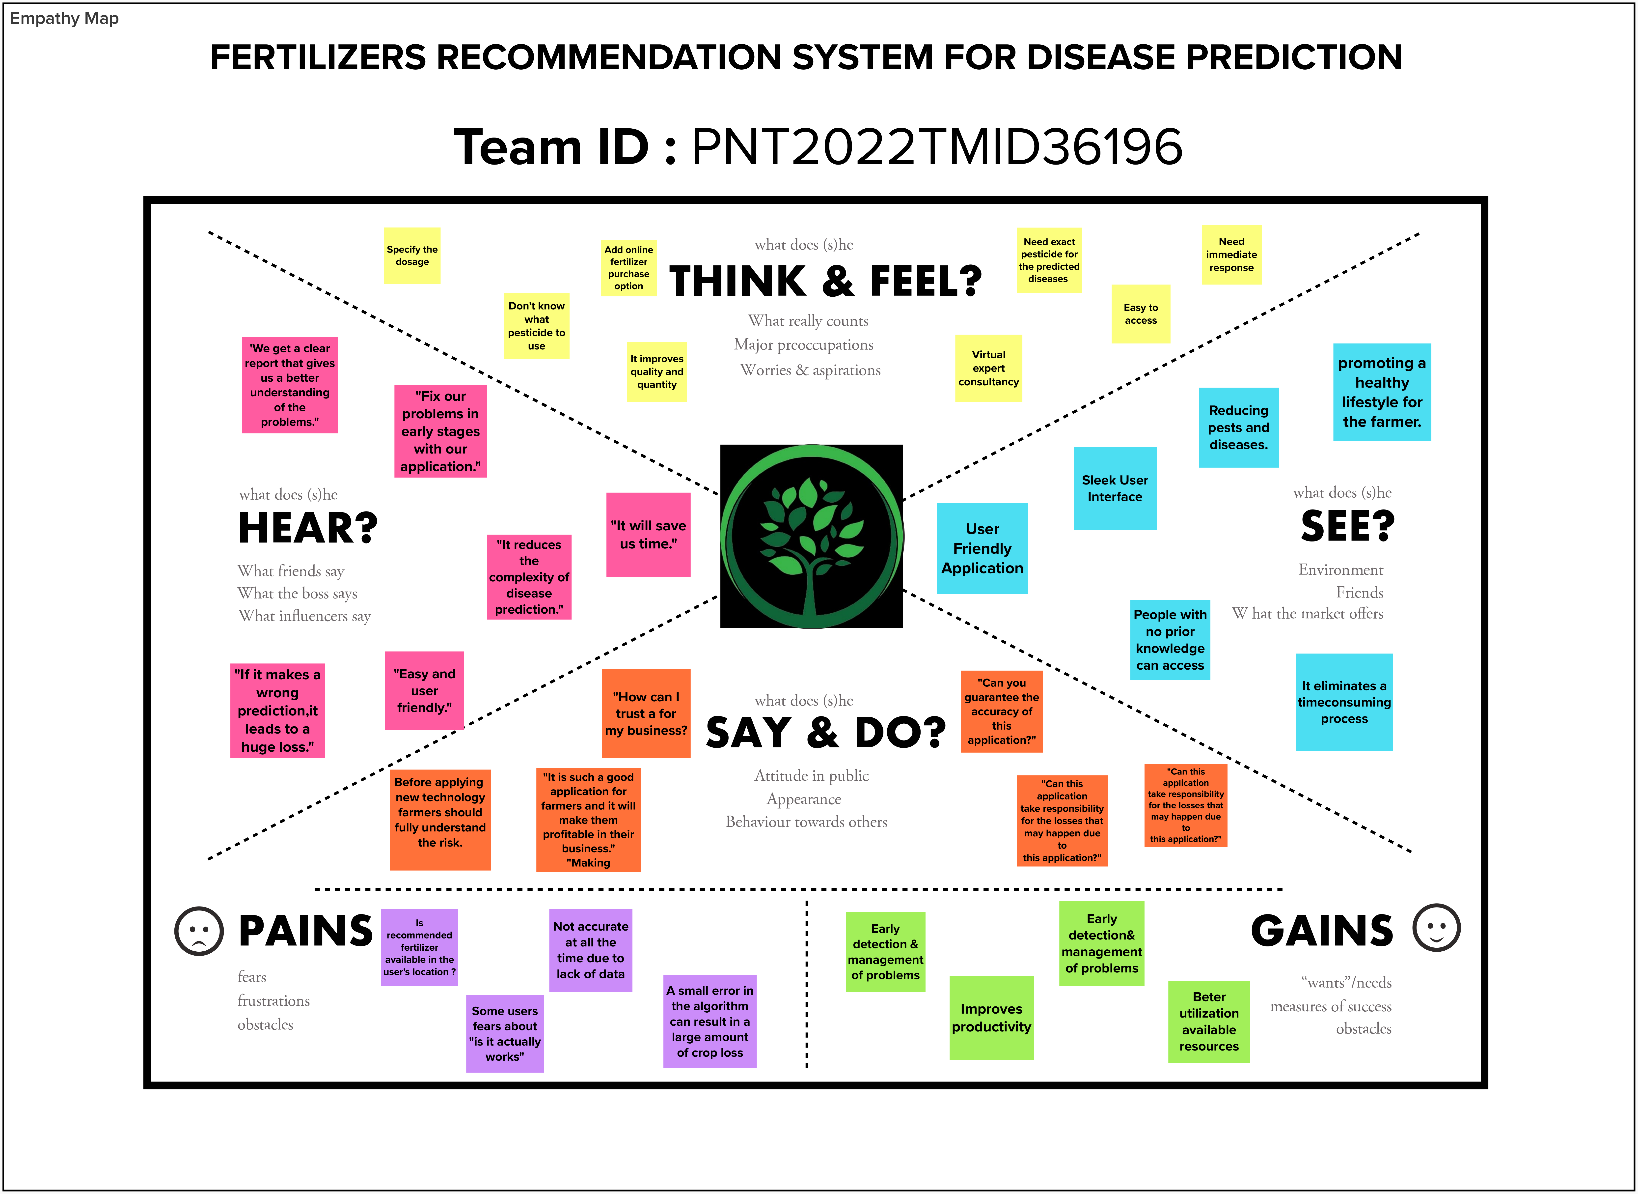 Empathy Map
FERTILIZERS RECOMMENDATION SYSTEM FOR DISEASE PREDICTION
Team ID : PNT2022TMID36196
what does (s)he
THINK & FEEL?
What really counts
Major preoccupations
Worries & aspirations
Specify the
dosage
Don't know
what
pesticide to
use
Add online
fertilizer
purchase
option
It improves
quality and
quantity
Need exact
pesticide for
the predicted
diseases
Need
immediate
response
Easy to
access
Virtual
expert
consultancy
what does (s)he
HEAR?
What friends say
What the boss says
What influencers say
"We get a clear
report that gives
us a better
understanding
of the
problems."
"Fix our
problems in
early stages
with our
application."
"It will save
us time."
"It reduces
the
complexity of
disease
prediction."
"If it makes a
wrong
prediction,it
leads to a
huge loss."
"Easy and
user
friendly."
what does (s)he
SEE?
Environment
Friends
W hat the market offers
promoting a
healthy
lifestyle for
the farmer.
Reducing
pests and
diseases.
Sleek User
Interface
User
Friendly
Application
People with
no prior
knowledge
can access
It eliminates a
timeconsuming
process
what does (s)he
SAY & DO?
Attitude in public
Appearance
Behaviour towards others
"How can I
trust a for
my business?
Before applying
new technology
farmers should
fully understand
the risk.
"It is such a good
application for
farmers and it will
make them
profitable in their
business."
"Making
"Can you
guarantee the
accuracy of
this
application?"
"Can this
application
take responsibility
for the losses that
may happen due
to
this application?"
"Can this
application
take responsibility
for the losses that
may happen due
to
this application?"
PAINS
fears
frustrations
obstacles
Is
recommended
fertilizer
available in the
user's location ?
Some users
fears about
"is it actually
works"
Not accurate
at all the
time due to
lack of data
A small error in
the algorithm
can result in a
large amount
of crop loss
GAINS
"wants"/needs
measures of success
obstacles
Early
detection &
management
of problems
Improves
productivity
Early
detection&
management
of problems
Beter
utilization
available
resources